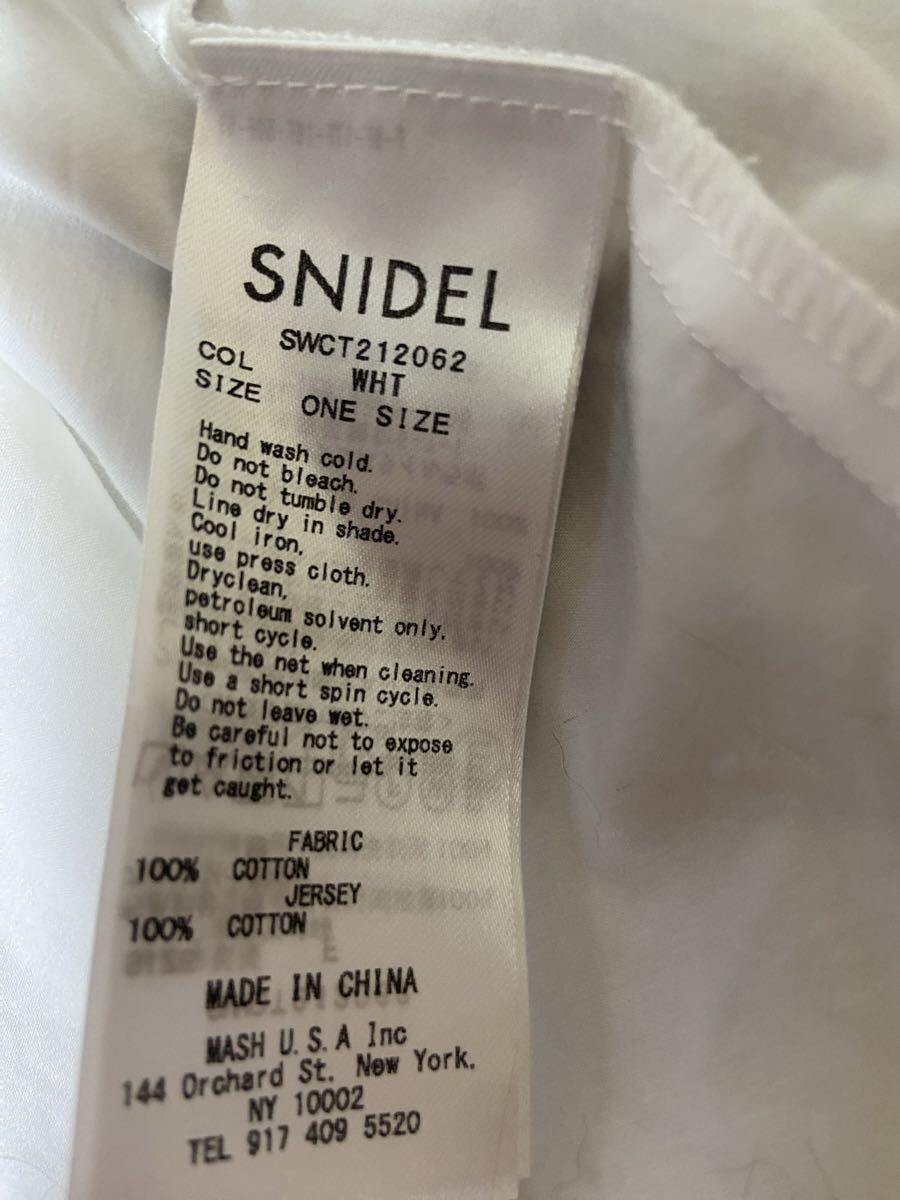 SNIDEL
SWCT212062
COL WHT
SIZE ONE SIZE
Hand wash cold.
Do not bleach.
Do not tumble dry.
Line dry in shade.
Cool iron,
use press cloth.
Dryclean,
petroleum solvent only,
short cycle.
Use the net when cleaning.
Use a short spin cycle.
Do not leave wet.
Be careful not to expose
to friction or let it
get caught.
FABRIC
100% COTTON
JERSEY
100% COTTON
MADE IN CHINA
MASH U.S.A Inc
144 Orchard St. New York.
NY 10002
TEL 917 409 5520